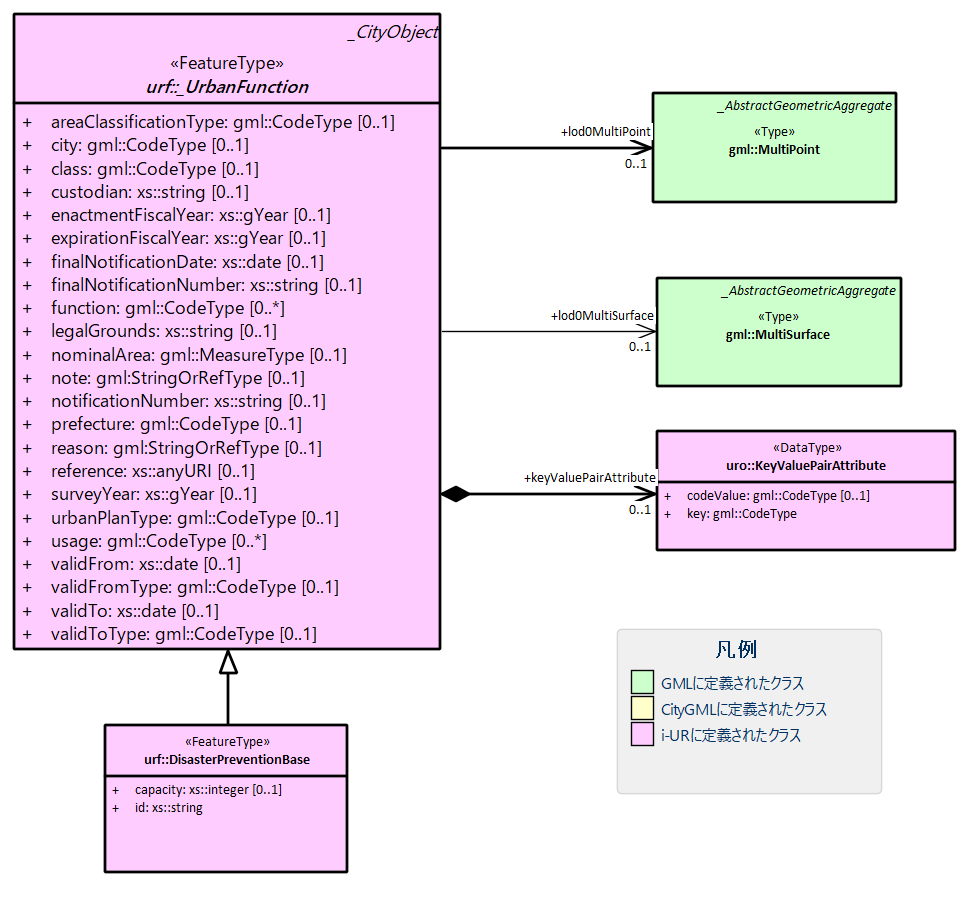 _CityObject
«FeatureType»
urf::_UrbanFunction
+ areaClassificationType: gml::CodeType [0..1]
+ city: gml::CodeType [0..1]
+ class: gml::CodeType [0..1]
+ custodian: xs::string [0..1]
+ enactmentFiscalYear: xs::gYear [0..1]
+ expirationFiscalYear: xs::gYear [0..1]
+ finalNotificationDate: xs::date [0..1]
+ finalNotificationNumber: xs::string [0..1]
+ function: gml::CodeType [0..*]
+ legalGrounds: xs::string [0..1]
+ nominalArea: gml::MeasureType [0..1]
+ note: gml:StringOrRefType [0..1]
+ notificationNumber: xs::string [0..1]
+ prefecture: gml::CodeType [0..1]
+ reason: gml:StringOrRefType [0..1]
+ reference: xs::anyURI [0..1]
+ surveyYear: xs::gYear [0..1]
+ urbanPlanType: gml::CodeType [0..1]
+ usage: gml::CodeType [0..*]
+ validFrom: xs::date [0..1]
+ validFromType: gml::CodeType [0..1]
+ validTo: xs::date [0..1]
+ validToType: gml::CodeType [0..1]
+lod0MultiPoint
0..1
_AbstractGeometricAggregate
«Type»
gml::MultiPoint
+lod0MultiSurface
0..1
_AbstractGeometricAggregate
«Type»
gml::MultiSurface
+keyValuePairAttribute
0..1
«DataType»
uro::KeyValuePairAttribute
+ codeValue: gml::CodeType [0..1]
+ key: gml::CodeType
凡例
GMLに定義されたクラス
CityGMLに定義されたクラス
i-URに定義されたクラス
«FeatureType»
urf::DisasterPreventionBase
+ capacity: xs::integer [0..1]
+ id: xs::string